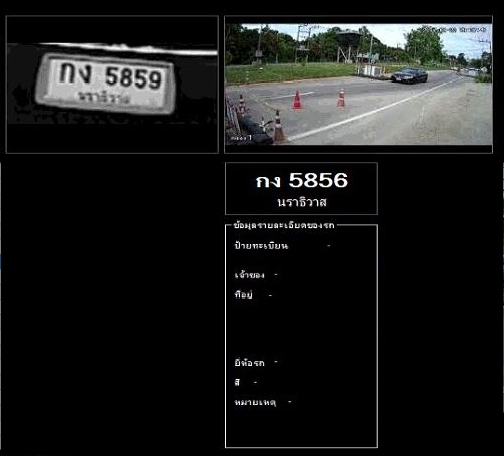 กง 5859
นราธิวาส
กง 5856
นราธิวาส
ข้อมูลรายละเอียดของรถ
ป้ายทะเบียน -
เจ้าของ -
ที่อยู่ -
ยี่ห้อรถ -
สี -
หมายเหตุ -